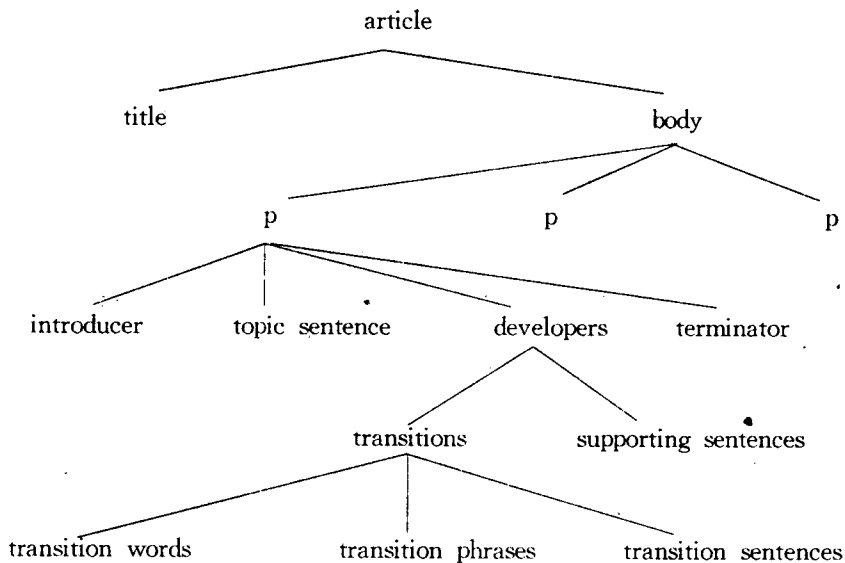 article
title body
p p p
introducer topic sentence developers terminator
transitions supporting sentences
transition words transition phrases transition sentences